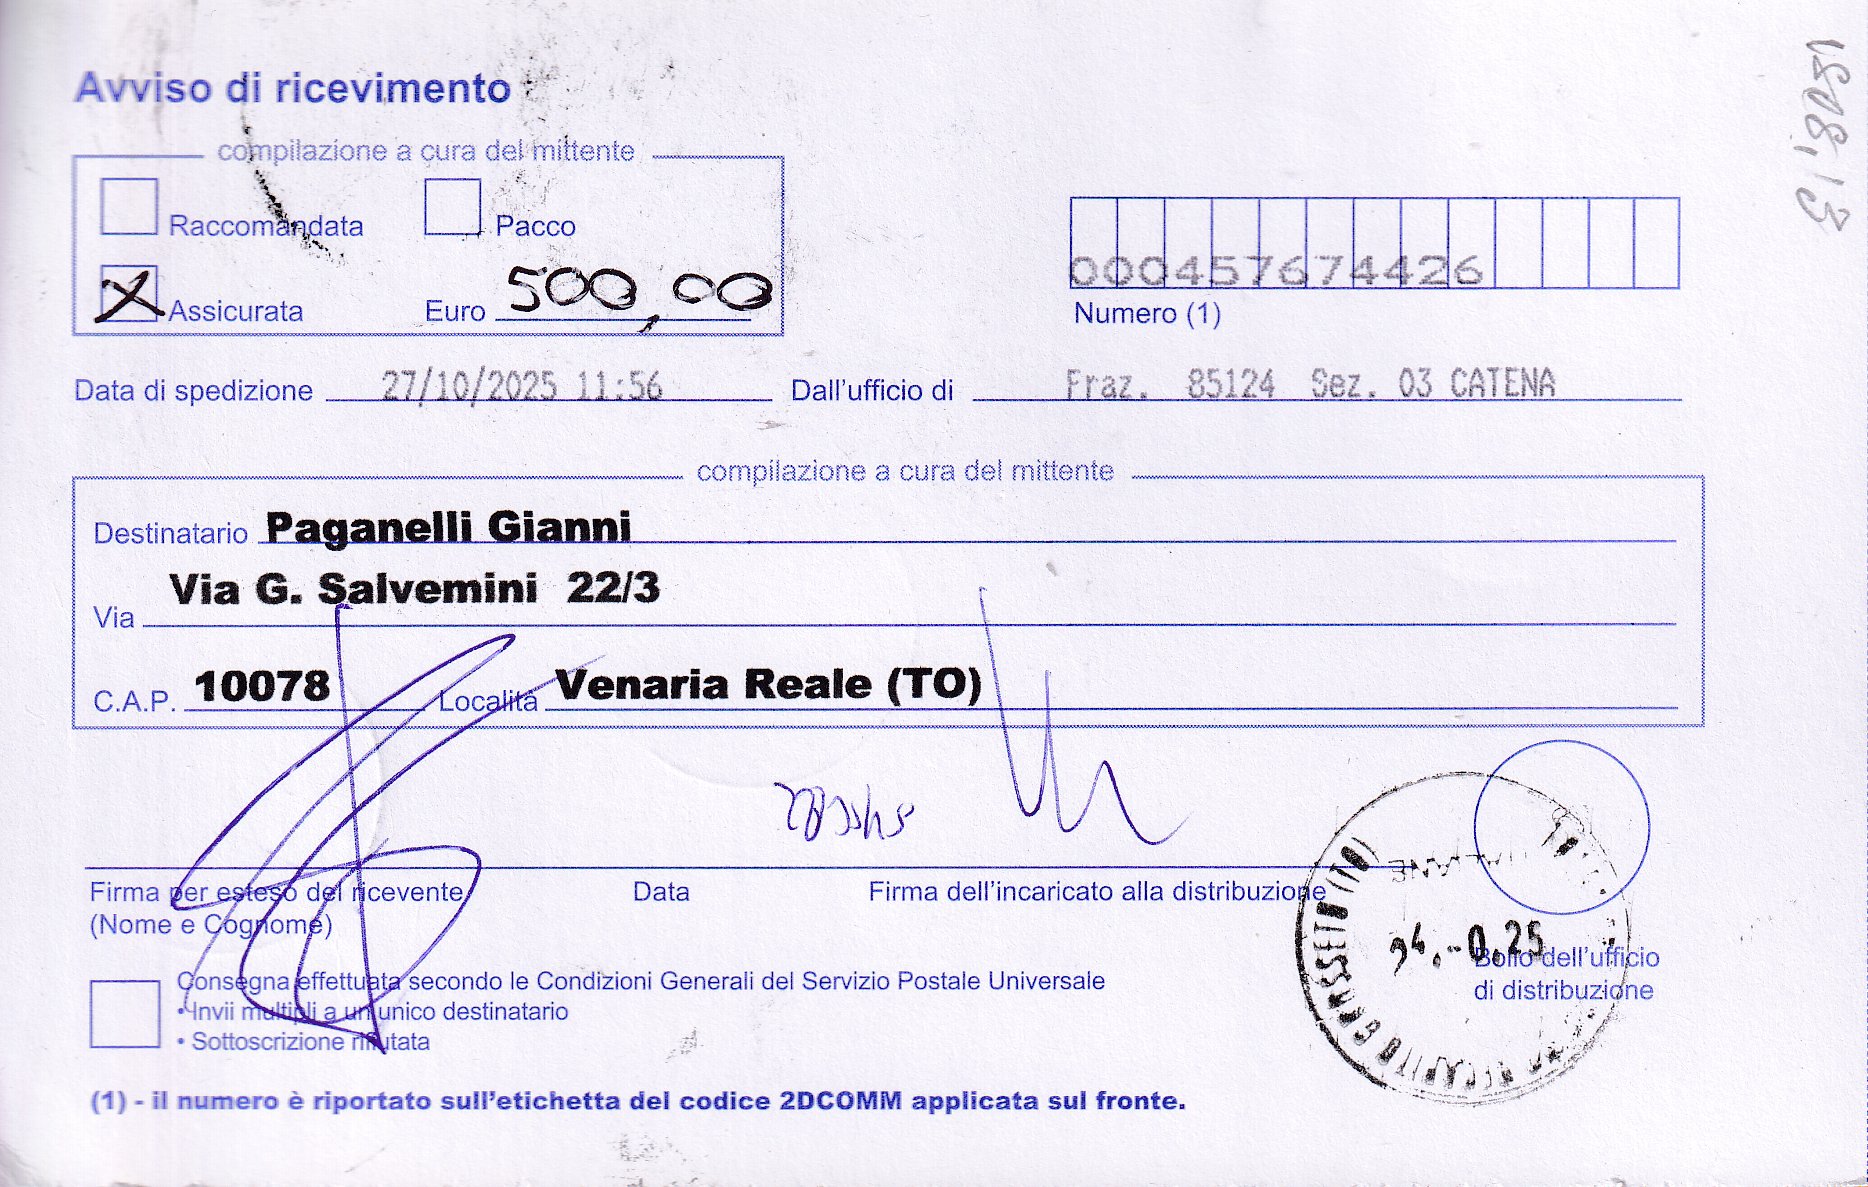 Avviso di ricevimento
compilazione a cura del mittente
Raccomandata Pacco
X Assicurata Euro 500,00
000457674426
Numero (1)
Data di spedizione 27/10/2025 11:56 Dall'ufficio di Fraz. 85124 Sez. 03 CATENA
compilazione a cura del mittente
Destinatario Paganelli Gianni
Via Via G. Salvemini 22/3
C.A.P. 10078 Località Venaria Reale (TO)
Firma per esteso del ricevente Data Firma dell'incaricato alla distribuzione
(Nome e Cognome)
Bollo dell'ufficio
di distribuzione
Consegna effettuata secondo le Condizioni Generali del Servizio Postale Universale
• Invii multipli a un unico destinatario
• Sottoscrizione rifiutata
(1) - il numero è riportato sull'etichetta del codice 2DCOMM applicata sul fronte.